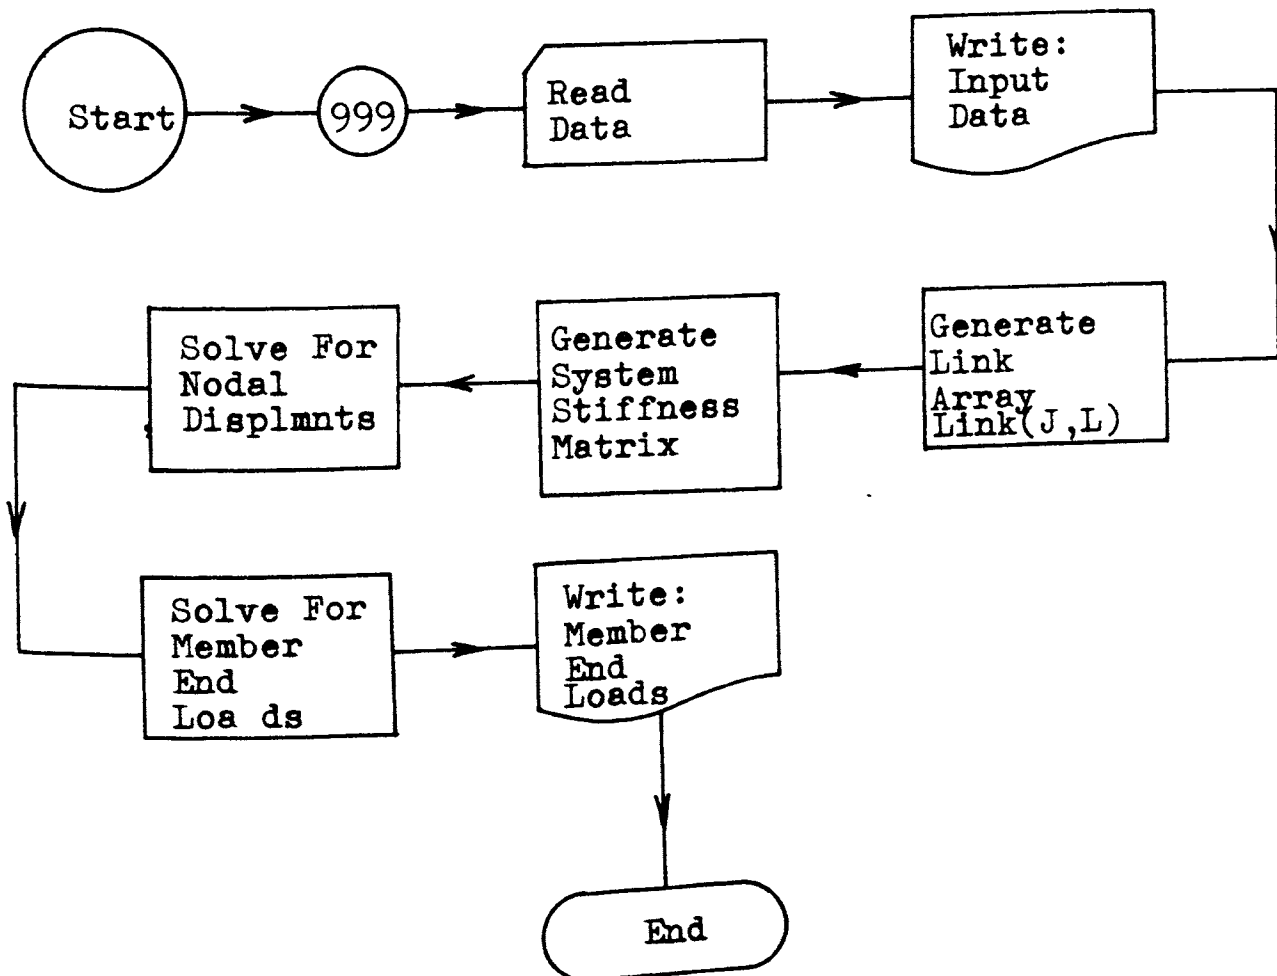 Start
999
Read
Data
Write:
Input
Data
Generate
Link
Array
Link(J,L)
Generate
System
Stiffness
Matrix
Solve For
Nodal
Displmnts
Solve For
Member
End
Loa ds
Write:
Member
End
Loads
End